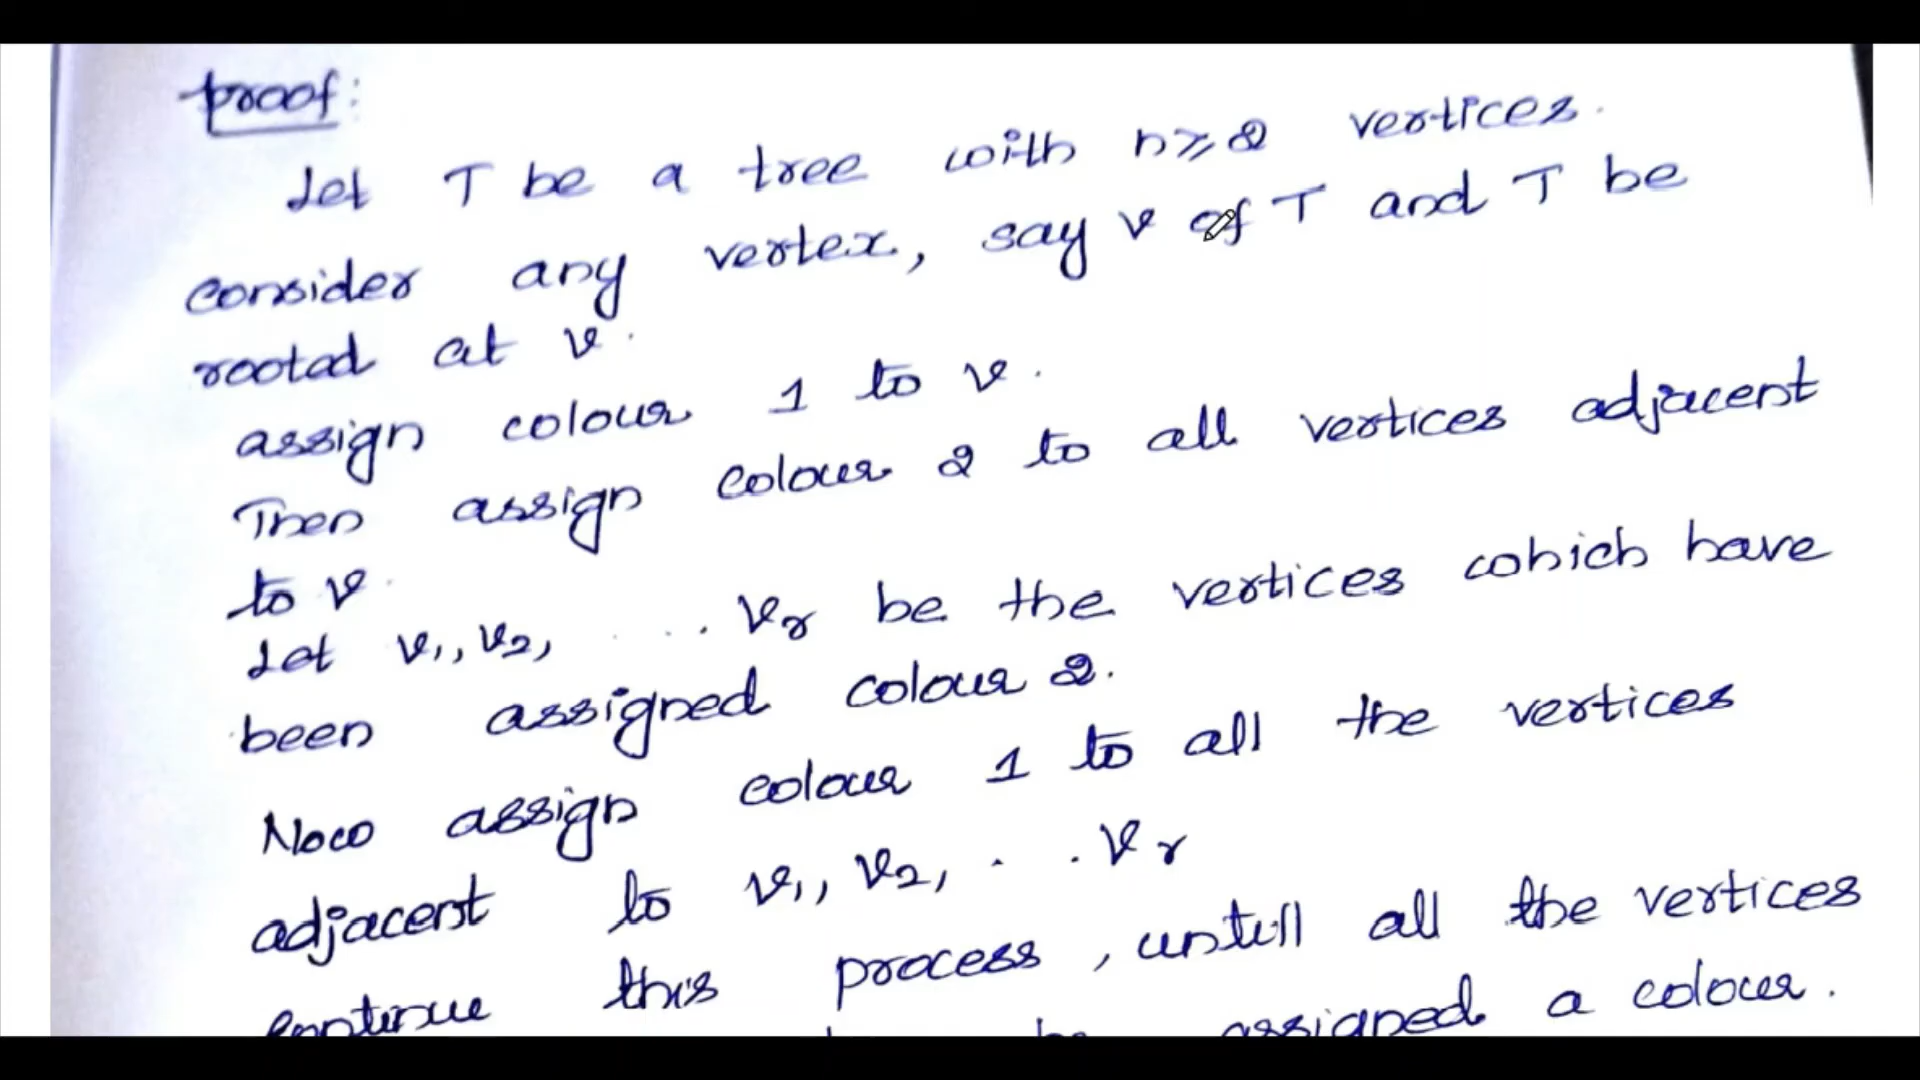 proof:
Let T be a tree with n≥2 vertices.
consider any vertex, say v of T and T be
rooted at v.
assign colour 1 to v.
Then assign colour 2 to all vertices adjacent
to v.
Let v₁, v₂, ... vᵣ be the vertices which have
been assigned colour 2.
Now assign colour 1 to all the vertices
adjacent to v₁, v₂, . . vᵣ
continue this process, untill all the vertices
assigned a colour.